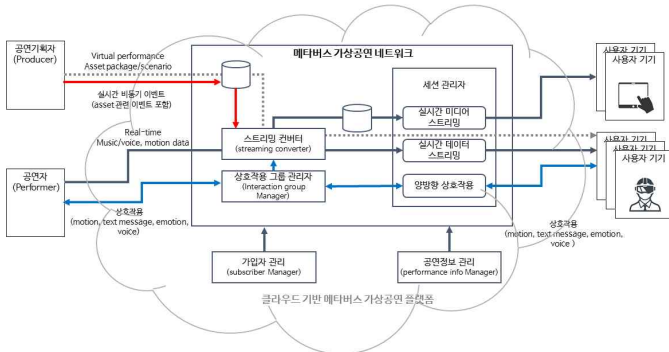 메타버스 가상공연 네트워크
공연기획자
(Producer)
Virtual performance
Asset package/scenario
실시간 비동기 이벤트
(asset관련 이벤트 포함)
세션 관리자
사용자 기기
사용자 기기
실시간 미디어
스트리밍
Real-time
Music/voice, motion data
스트리밍 컨버터
(streaming converter)
실시간 데이터
스트리밍
사용자 기기
사용자 기기
사용자 기기
공연자
(Performer)
상호작용 그룹 관리자
(Interaction group
Manager)
양방향 상호작용
상호작용
(motion, text message, emotion,
voice)
상호작용
(motion, text message, emotion,
voice )
가입자 관리
(subscriber Manager)
공연정보 관리
(performance info Manager)
클라우드 기반 메타버스 가상공연 플랫폼